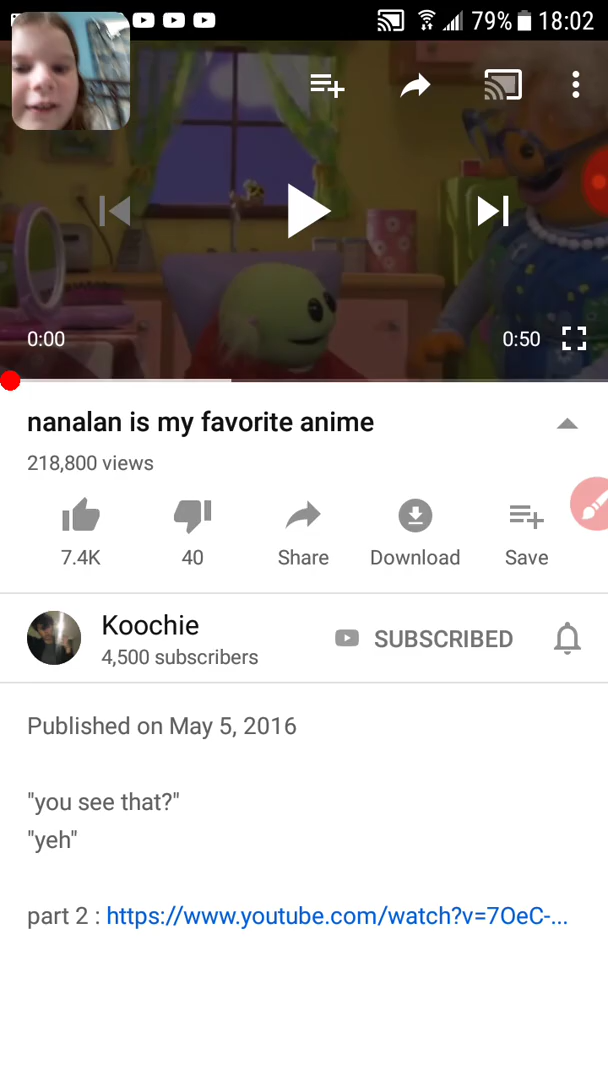 79% 18:02
0:00
0:50
nanalan is my favorite anime
218,800 views
7.4K
40
Share
Download
Save
Koochie
4,500 subscribers
SUBSCRIBED
Published on May 5, 2016
"you see that?"
"yeh"
part 2 : https://www.youtube.com/watch?v=7OeC-...